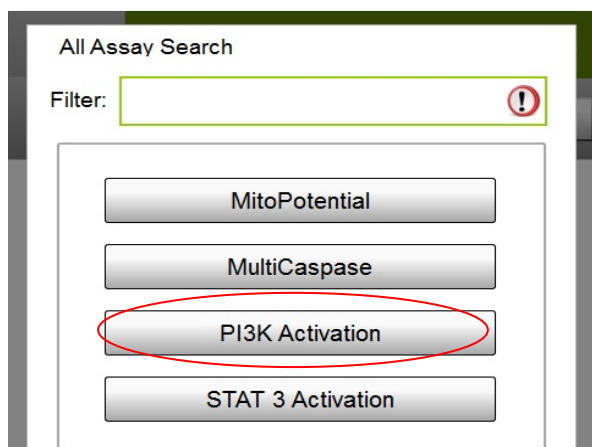 All Assay Search
Filter:
MitoPotential
MultiCaspase
PI3K Activation
STAT 3 Activation